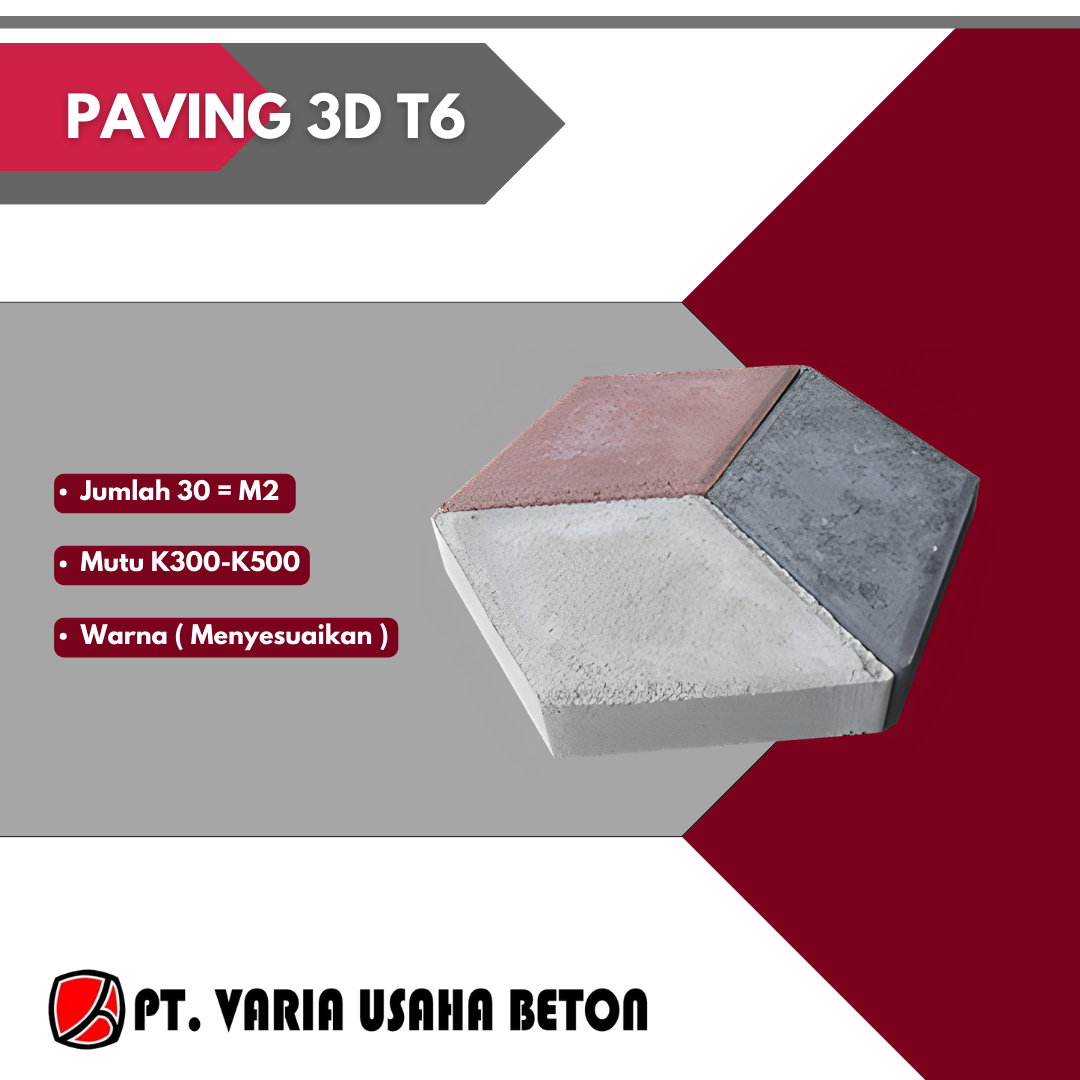 PAVING 3D T6
• Jumlah 30 = M2
• Mutu K300-K500
• Warna ( Menyesuaikan )
PT. VARIA USAHA BETON